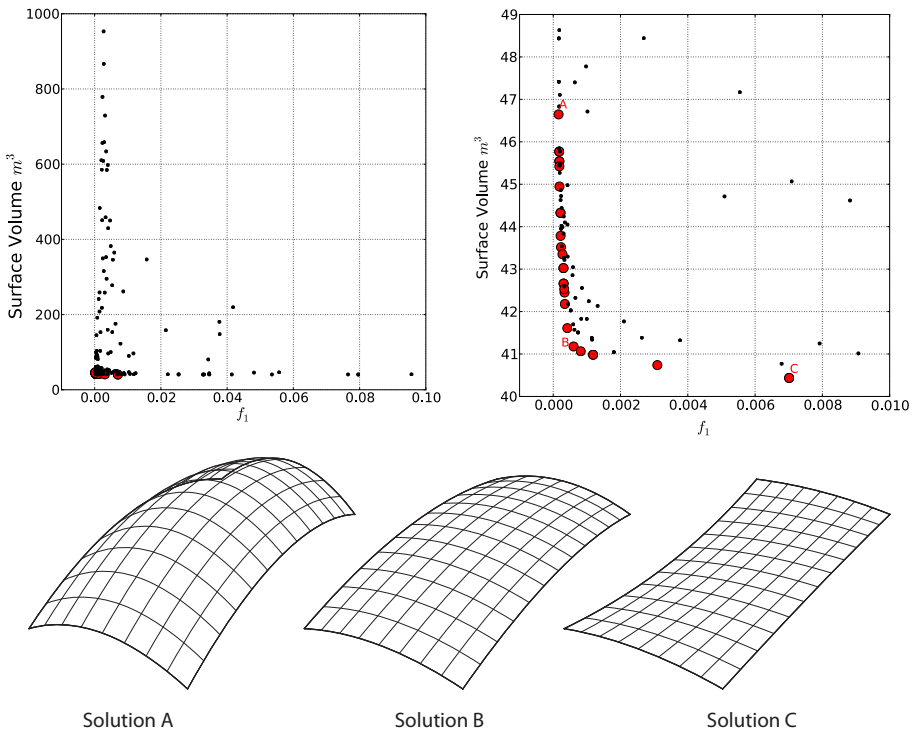 1000
800
600
400
200
0
Surface Volume m³
0.00 0.02 0.04 0.06 0.08 0.10
f₁
49
48
47
46
45
44
43
42
41
40
Surface Volume m³
A
B
C
0.000 0.002 0.004 0.006 0.008 0.010
f₁
Solution A Solution B Solution C